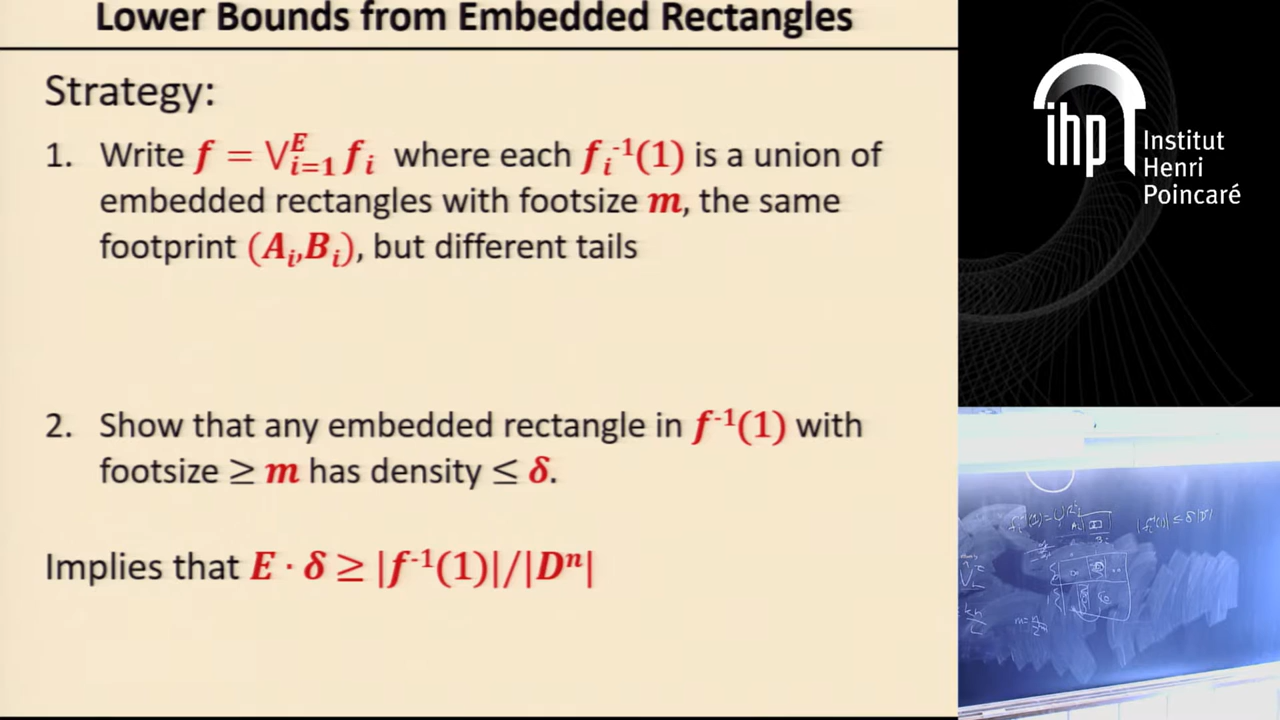 Lower Bounds from Embedded Rectangles
Strategy:
1. Write f = ⋁ᴱᵢ₌₁ fᵢ where each fᵢ⁻¹(1) is a union of
embedded rectangles with footsize m, the same
footprint (Aᵢ,Bᵢ), but different tails
2. Show that any embedded rectangle in f⁻¹(1) with
footsize ≥ m has density ≤ δ.
Implies that E · δ ≥ |f⁻¹(1)|/|Dⁿ|
ihp
Institut
Henri
Poincaré